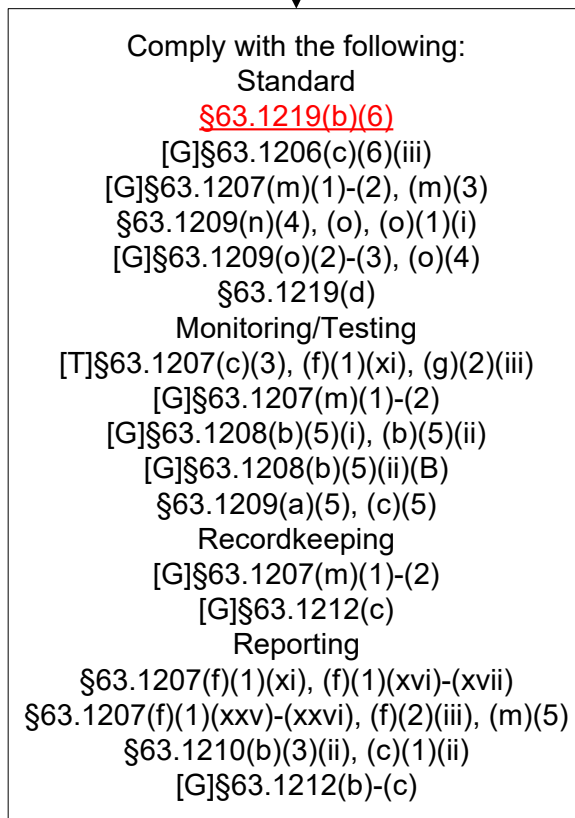 Comply with the following:
Standard
§63.1219(b)(6)
[G]§63.1206(c)(6)(iii)
[G]§63.1207(m)(1)-(2), (m)(3)
§63.1209(n)(4), (o), (o)(1)(i)
[G]§63.1209(o)(2)-(3), (o)(4)
§63.1219(d)
Monitoring/Testing
[T]§63.1207(c)(3), (f)(1)(xi), (g)(2)(iii)
[G]§63.1207(m)(1)-(2)
[G]§63.1208(b)(5)(i), (b)(5)(ii)
[G]§63.1208(b)(5)(ii)(B)
§63.1209(a)(5), (c)(5)
Recordkeeping
[G]§63.1207(m)(1)-(2)
[G]§63.1212(c)
Reporting
§63.1207(f)(1)(xi), (f)(1)(xvi)-(xvii)
§63.1207(f)(1)(xxv)-(xxvi), (f)(2)(iii), (m)(5)
§63.1210(b)(3)(ii), (c)(1)(ii)
[G]§63.1212(b)-(c)